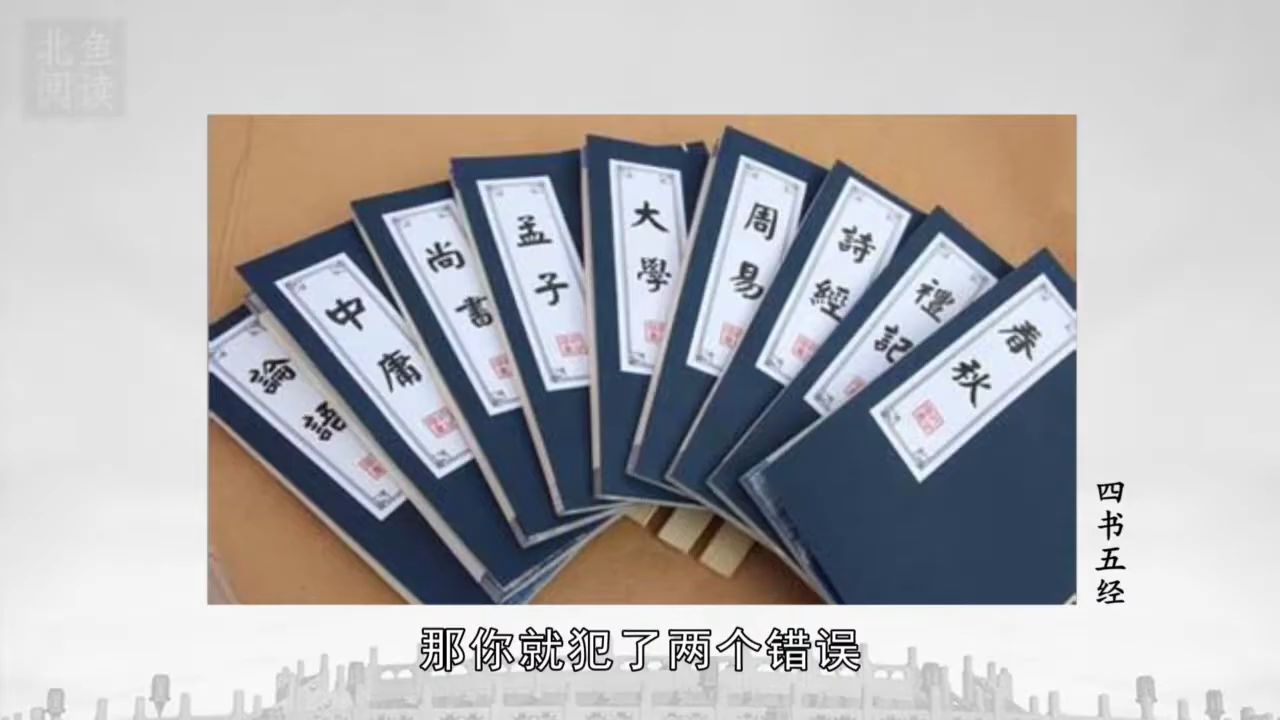 北鱼
阅读
論語
中庸
尚書
孟子
大學
周易
詩經
禮記
春秋
四书五经
那你就犯了两个错误